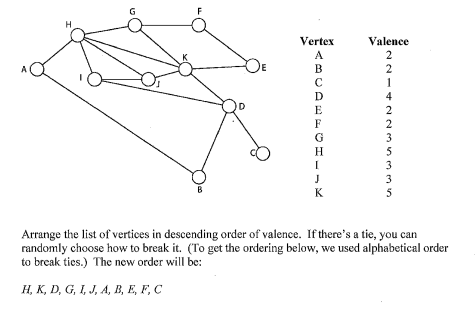 G
F
H
K
A
I
J
E
D
C
B
Vertex Valence
A 2
B 2
C 1
D 4
E 2
F 2
G 3
H 5
I 3
J 3
K 5
Arrange the list of vertices in descending order of valence. If there's a tie, you can
randomly choose how to break it. (To get the ordering below, we used alphabetical order
to break ties.) The new order will be:
H, K, D, G, I, J, A, B, E, F, C